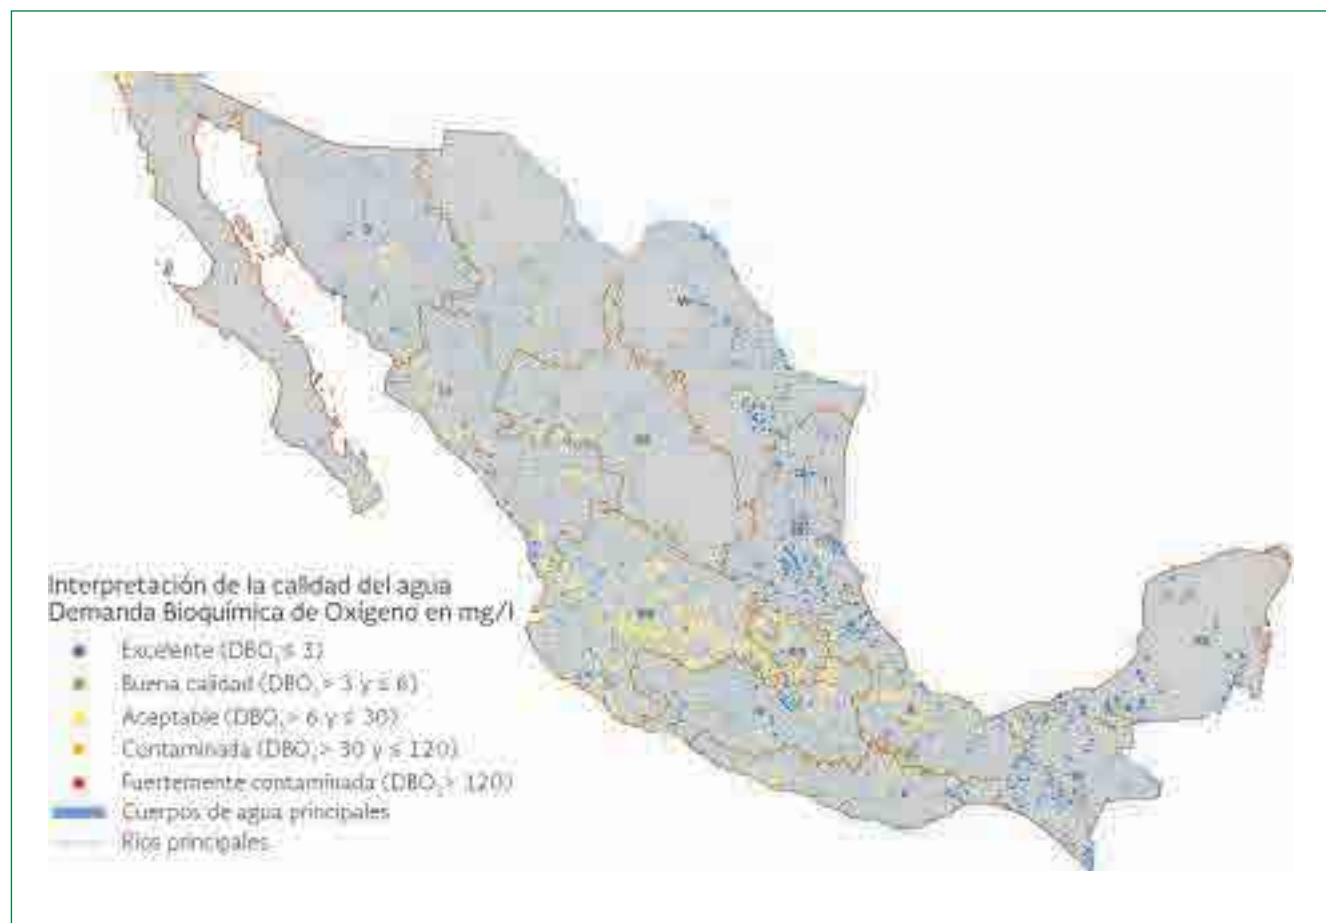 Interpretación de la calidad del agua
Demanda Bioquímica de Oxígeno en mg/l
Excelente (DBO₅ ≤ 3)
Buena calidad (DBO₅ > 3 y ≤ 6)
Aceptable (DBO₅ > 6 y ≤ 30)
Contaminada (DBO₅ > 30 y ≤ 120)
Fuertemente contaminada (DBO₅ > 120)
Cuerpos de agua principales
Ríos principales